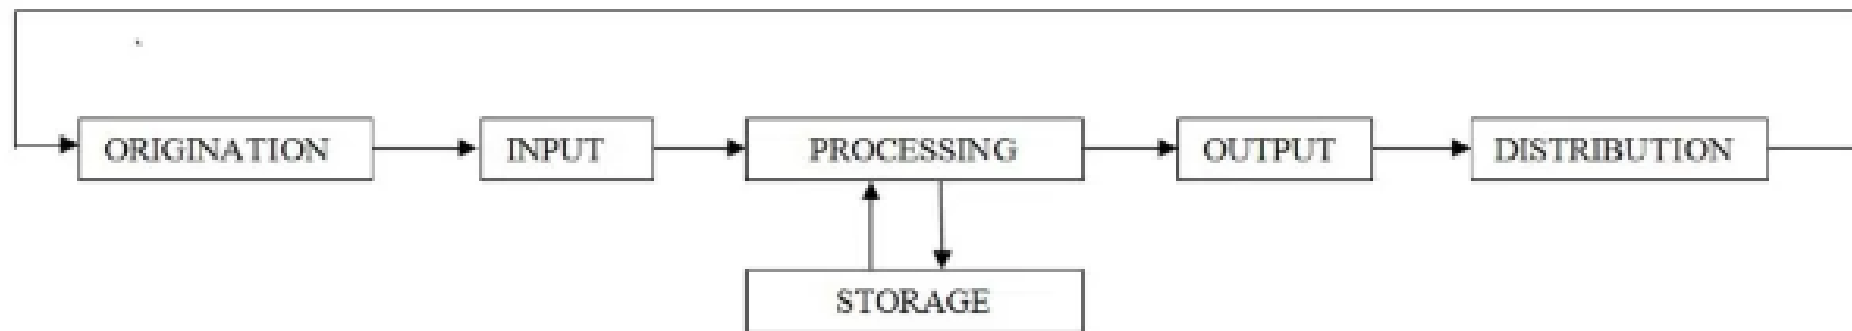 ORIGINATION
INPUT
PROCESSING
OUTPUT
DISTRIBUTION
STORAGE